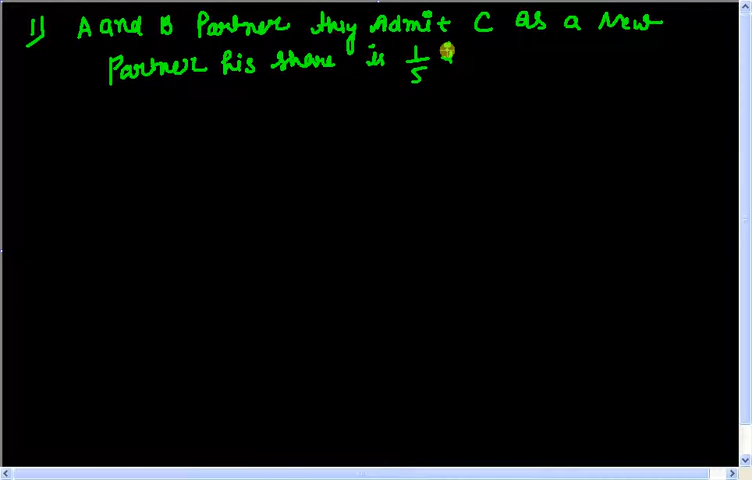 1) A and B Partner they Admit C as a New
Partner his share is 1/5